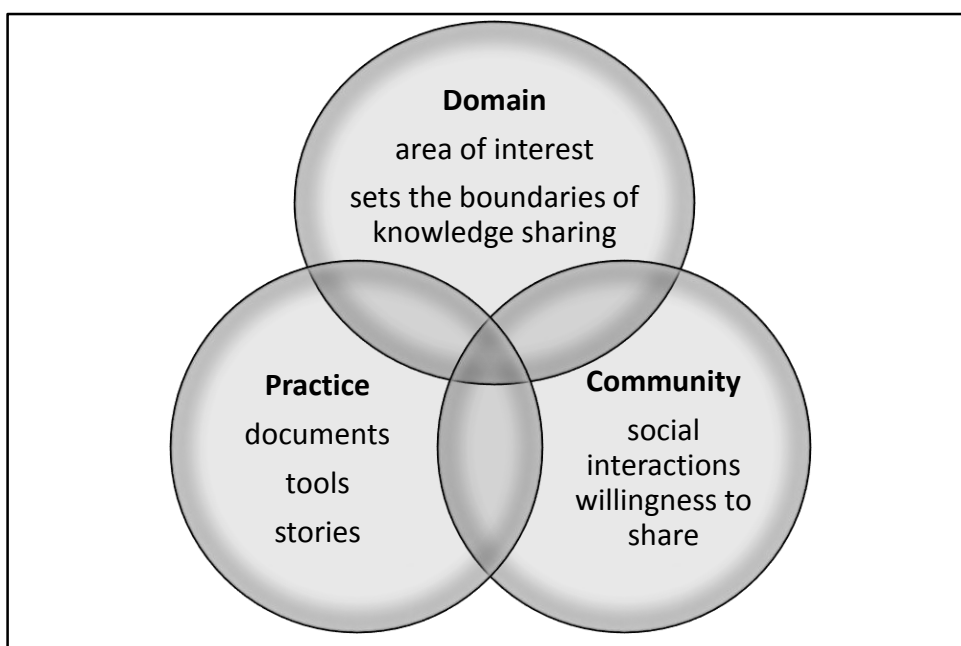 Domain
area of interest
sets the boundaries of
knowledge sharing
Practice
documents
tools
stories
Community
social
interactions
willingness to
share